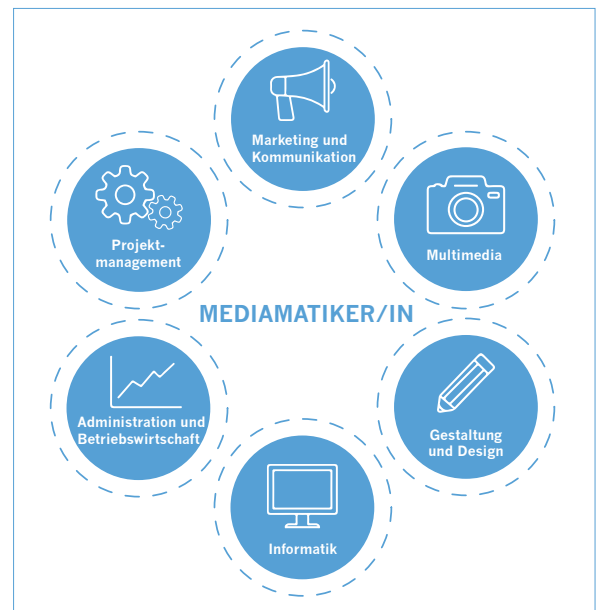 Marketing und
Kommunikation
Projekt-
management
Multimedia
MEDIAMATIKER/IN
Administration und
Betriebswirtschaft
Gestaltung
und Design
Informatik